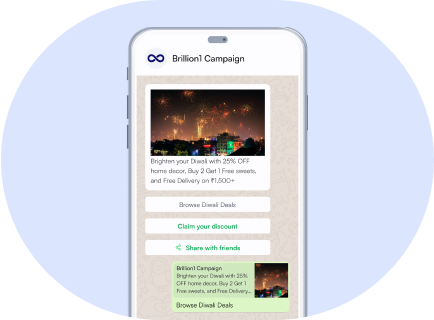 Brillion1 Campaign
Brighten your Diwali with 25% OFF
home decor, Buy 2 Get 1 Free sweets,
and Free Delivery on ₹1,500+
Browse Diwali Deals
Claim your discount
Share with friends
Brillion1 Campaign
Brighten your Diwali with 25%
OFF home decor, Buy 2 Get 1
Free sweets, and Free Delivery...
Browse Diwali Deals